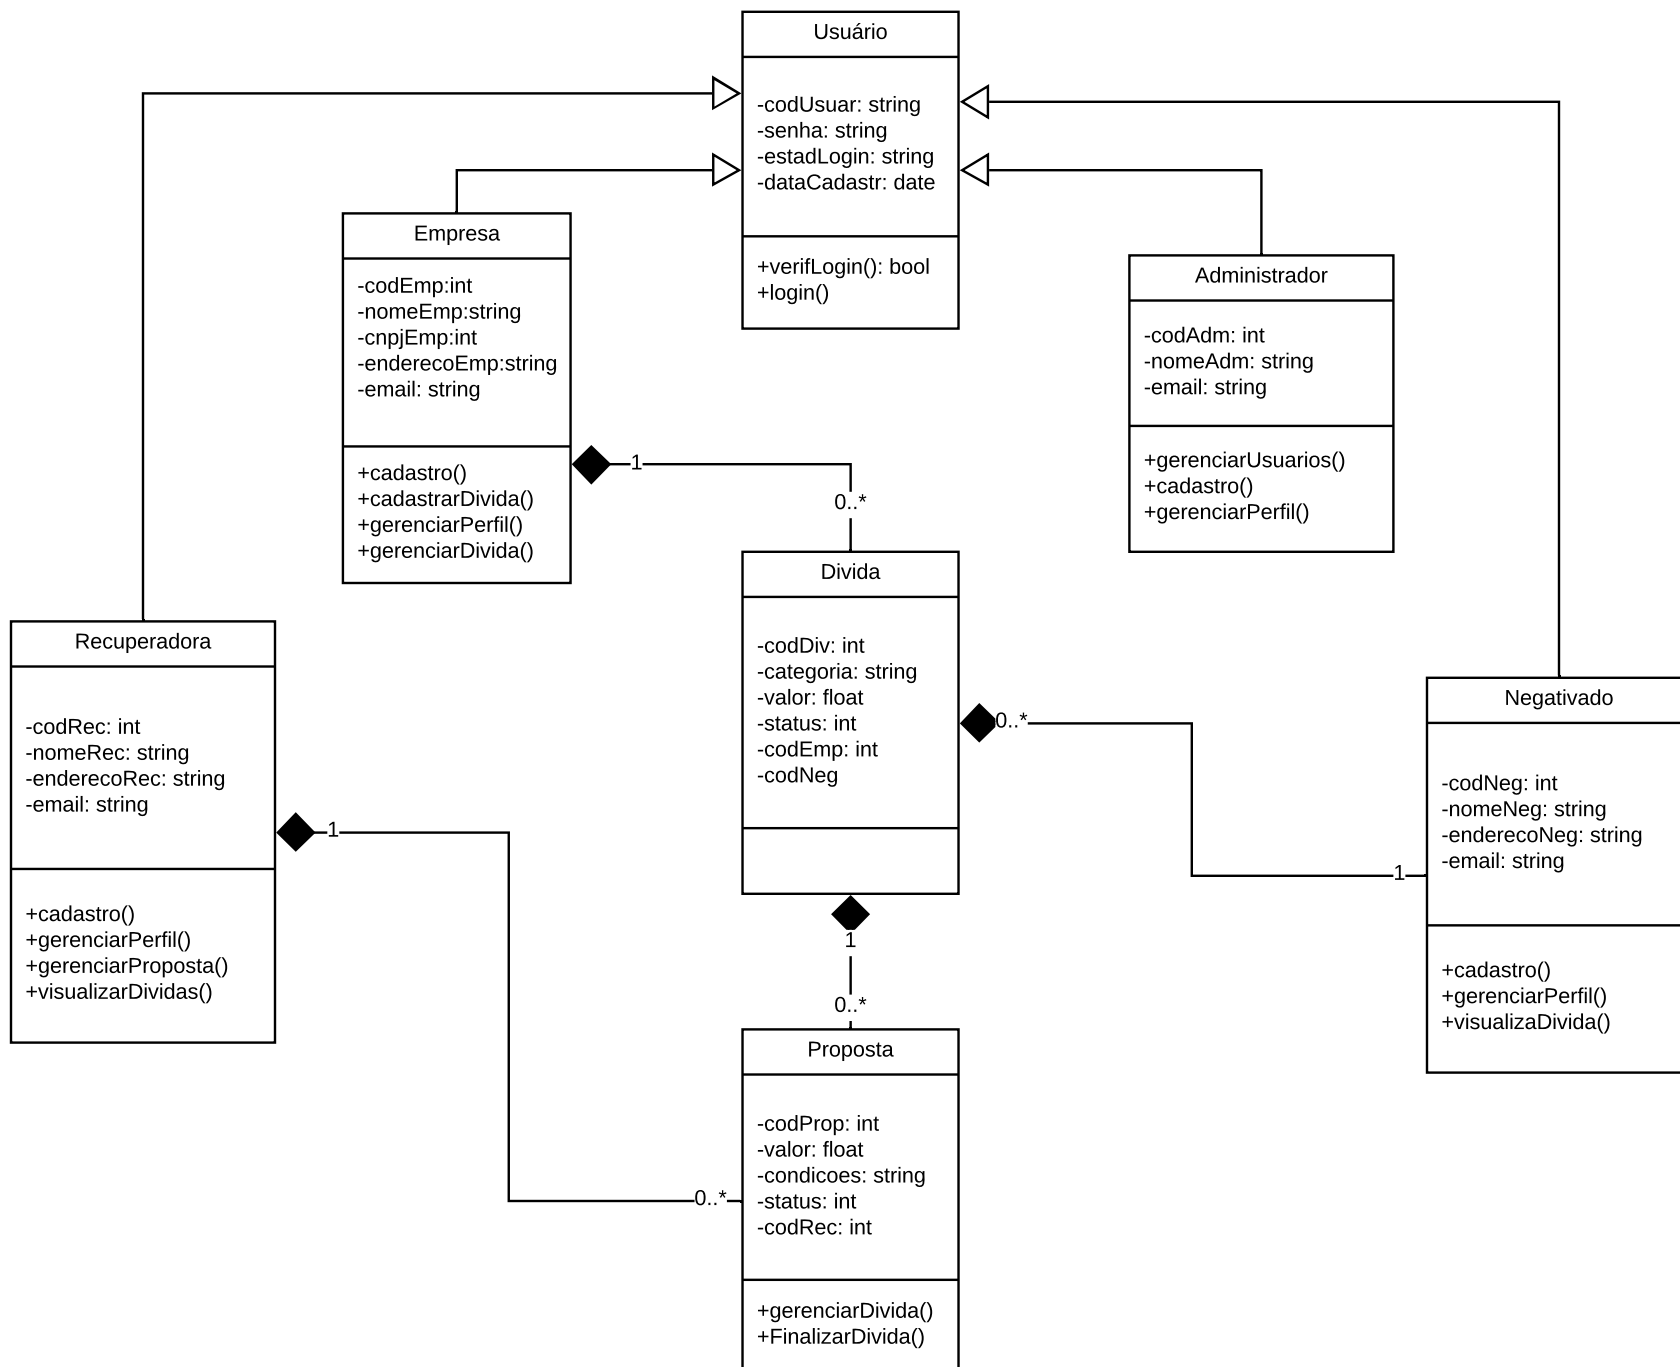 Usuário
-codUsuar: string
-senha: string
-estadLogin: string
-dataCadastr: date
+verifLogin(): bool
+login()
Empresa
-codEmp:int
-nomeEmp:string
-cnpjEmp:int
-enderecoEmp:string
-email: string
+cadastro()
+cadastrarDivida()
+gerenciarPerfil()
+gerenciarDivida()
Administrador
-codAdm: int
-nomeAdm: string
-email: string
+gerenciarUsuarios()
+cadastro()
+gerenciarPerfil()
1
0..*
Divida
-codDiv: int
-categoria: string
-valor: float
-status: int
-codEmp: int
-codNeg
Recuperadora
-codRec: int
-nomeRec: string
-enderecoRec: string
-email: string
+cadastro()
+gerenciarPerfil()
+gerenciarProposta()
+visualizarDividas()
Negativado
-codNeg: int
-nomeNeg: string
-enderecoNeg: string
-email: string
+cadastro()
+gerenciarPerfil()
+visualizaDivida()
0..*
1
1
1
0..*
0..*
Proposta
-codProp: int
-valor: float
-condicoes: string
-status: int
-codRec: int
+gerenciarDivida()
+FinalizarDivida()